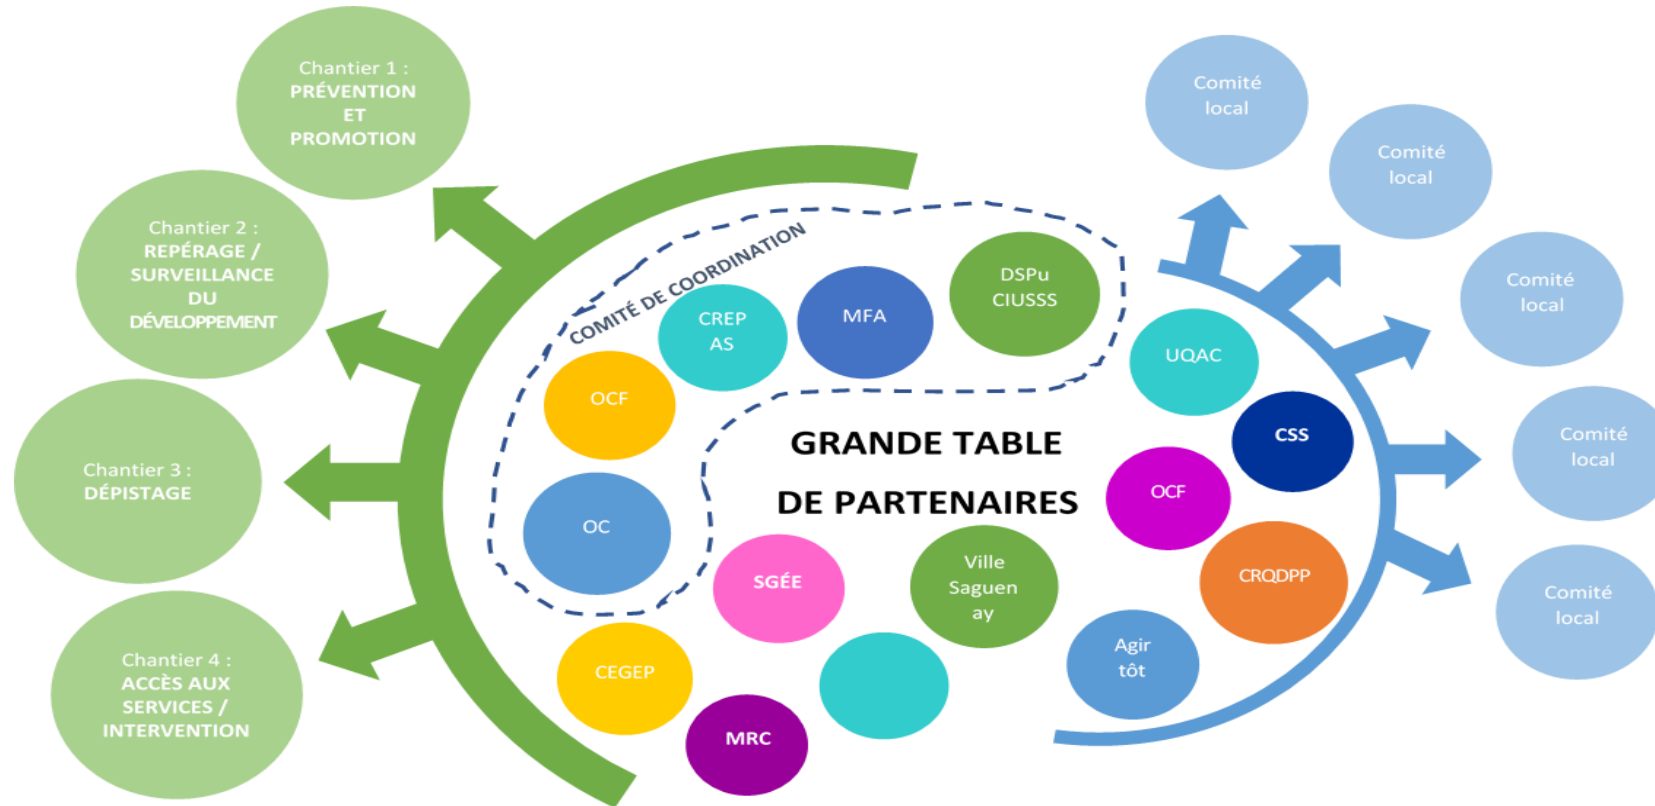 Chantier 1 :
PRÉVENTION
ET
PROMOTION
Chantier 2 :
REPÉRAGE /
SURVEILLANCE
DU
DÉVELOPPEMENT
Chantier 3 :
DÉPISTAGE
Chantier 4 :
ACCÈS AUX
SERVICES /
INTERVENTION
COMITÉ DE COORDINATION
OC
OCF
CREP
AS
MFA
DSPu
CIUSSS
GRANDE TABLE
DE PARTENAIRES
UQAC
CSS
OCF
CRQDPP
Agir
tôt
Ville
Saguen
ay
SGÉE
CEGEP
MRC
Comité
local
Comité
local
Comité
local
Comité
local
Comité
local